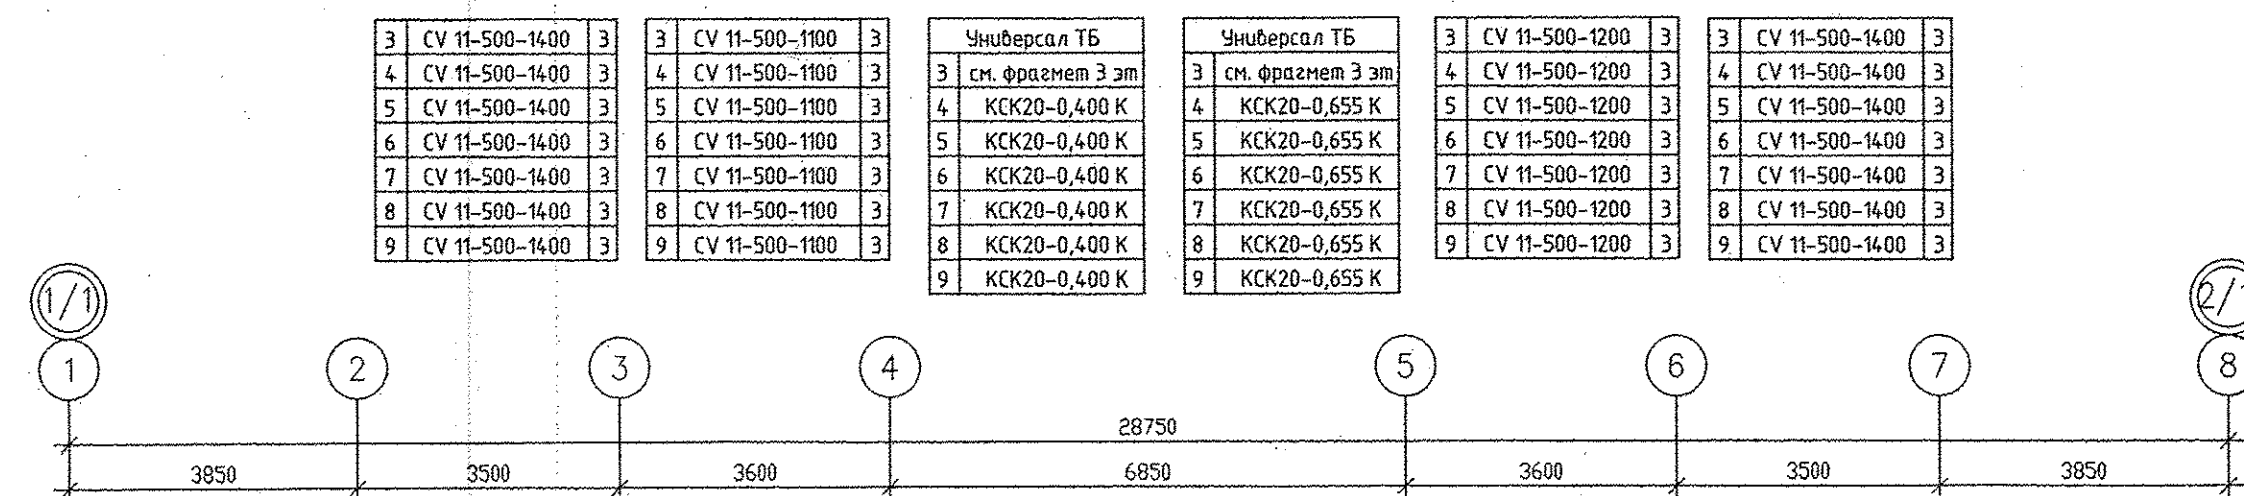 3 CV 11-500-1400 3
4 CV 11-500-1400 3
5 CV 11-500-1400 3
6 CV 11-500-1400 3
7 CV 11-500-1400 3
8 CV 11-500-1400 3
9 CV 11-500-1400 3
3 CV 11-500-1100 3
4 CV 11-500-1100 3
5 CV 11-500-1100 3
6 CV 11-500-1100 3
7 CV 11-500-1100 3
8 CV 11-500-1100 3
9 CV 11-500-1100 3
Универсал ТБ
3 см. фрагмет 3 эт
4 КСК20-0,400 К
5 КСК20-0,400 К
6 КСК20-0,400 К
7 КСК20-0,400 К
8 КСК20-0,400 К
9 КСК20-0,400 К
Универсал ТБ
3 см. фрагмет 3 эт
4 КСК20-0,655 К
5 КСК20-0,655 К
6 КСК20-0,655 К
7 КСК20-0,655 К
8 КСК20-0,655 К
9 КСК20-0,655 К
3 CV 11-500-1200 3
4 CV 11-500-1200 3
5 CV 11-500-1200 3
6 CV 11-500-1200 3
7 CV 11-500-1200 3
8 CV 11-500-1200 3
9 CV 11-500-1200 3
3 CV 11-500-1400 3
4 CV 11-500-1400 3
5 CV 11-500-1400 3
6 CV 11-500-1400 3
7 CV 11-500-1400 3
8 CV 11-500-1400 3
9 CV 11-500-1400 3
1/1
1 2 3 4 5 6 7 8
28750
3850 3500 3600 6850 3600 3500 3850